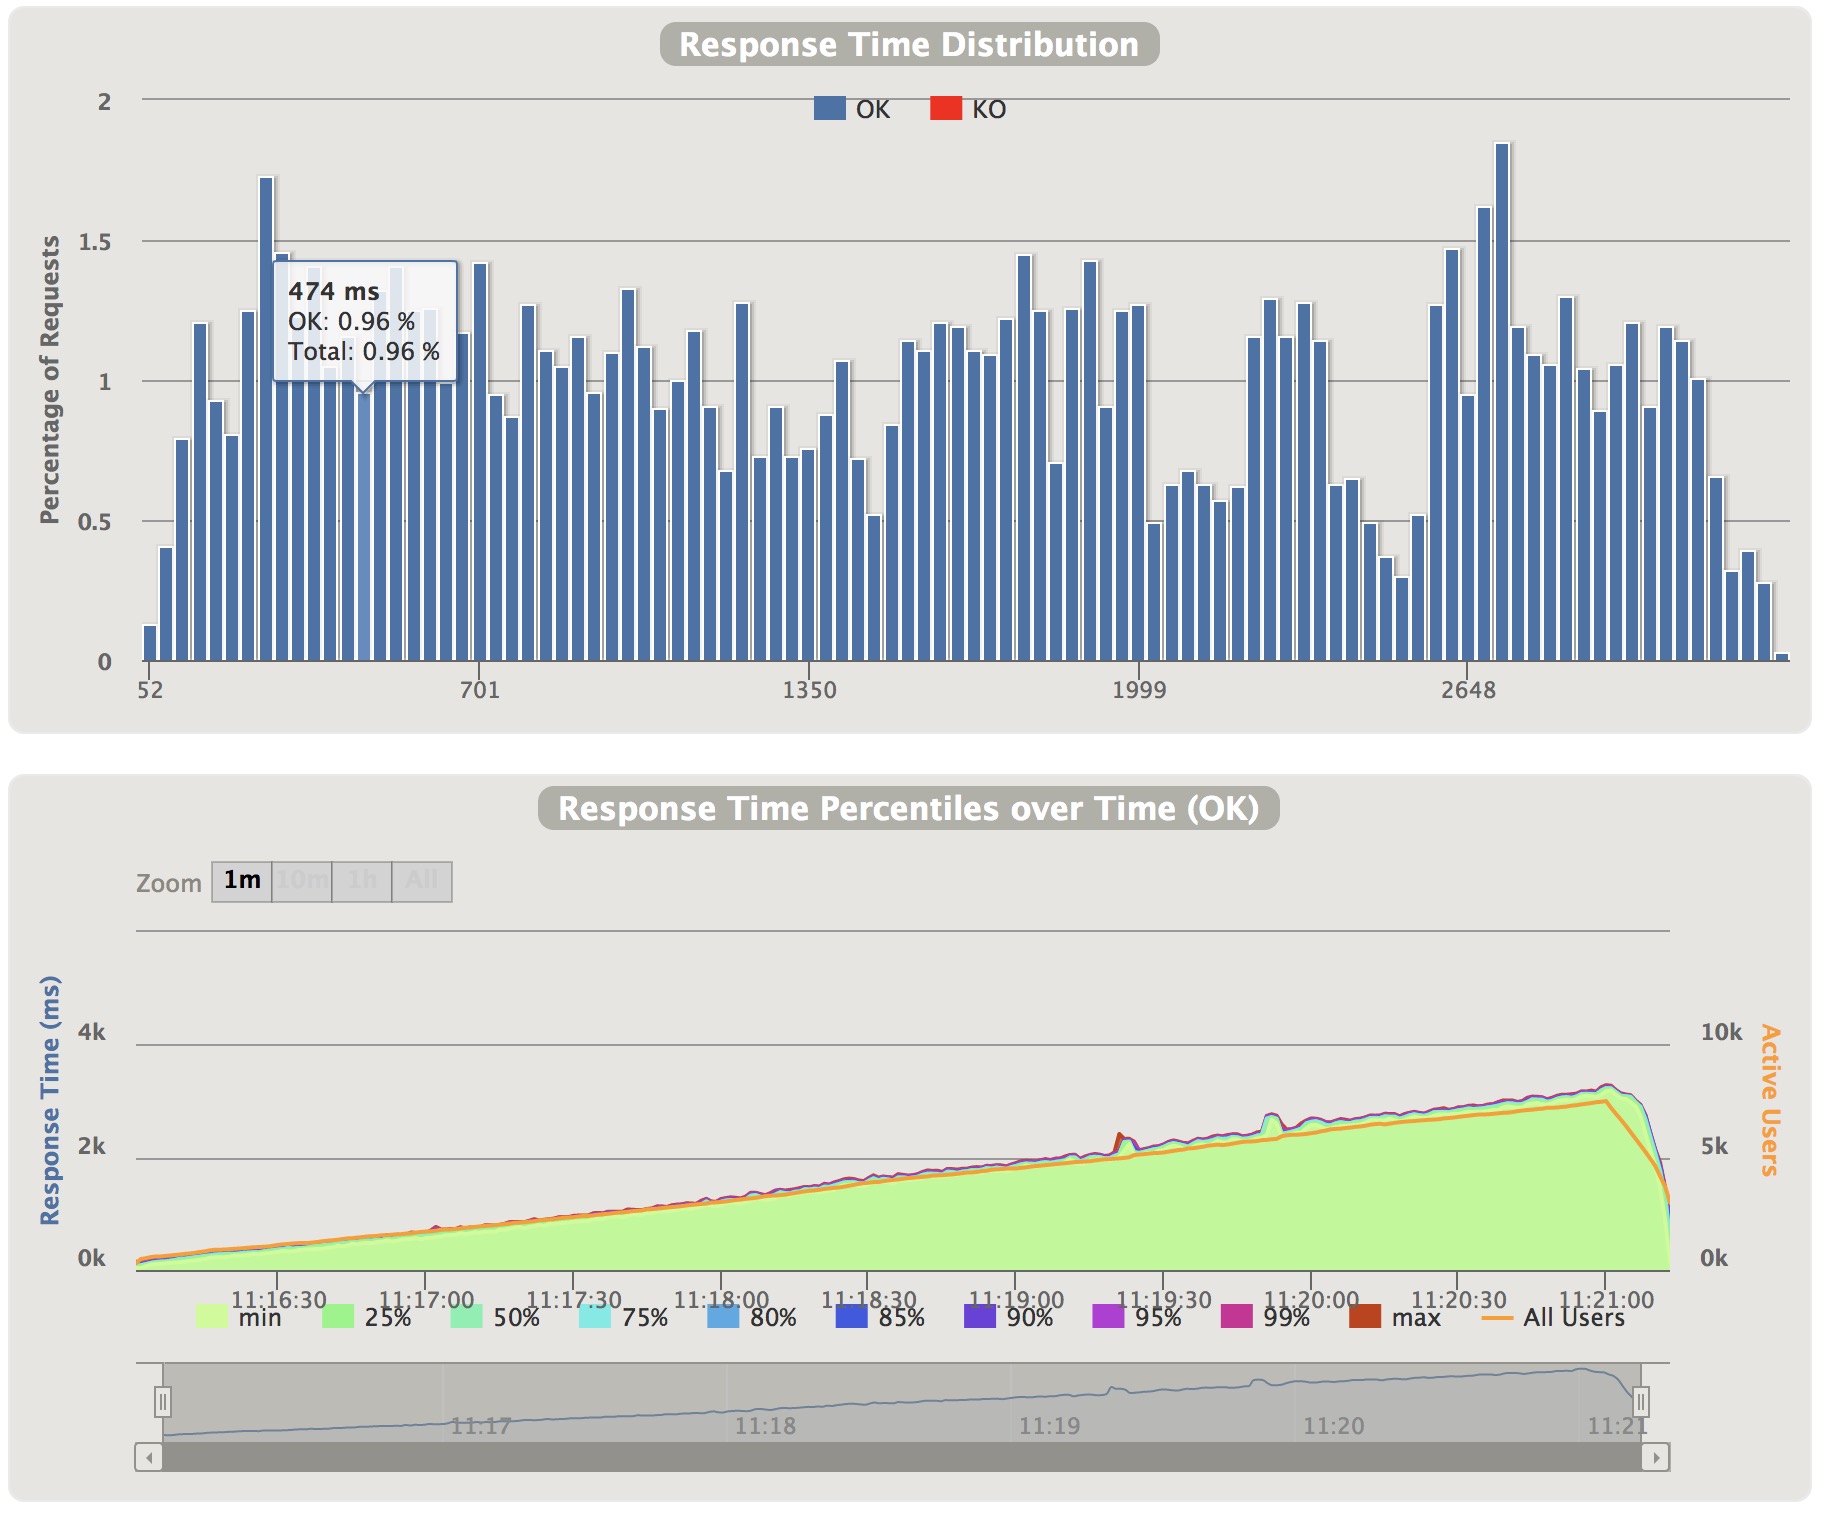 Response Time Distribution
OK KO
Percentage of Requests
2
1.5
1
0.5
0
474 ms
OK: 0.96 %
Total: 0.96 %
52 701 1350 1999 2648
Response Time Percentiles over Time (OK)
Zoom 1m 10m 1h All
Response Time (ms)
4k
2k
0k
10k
5k
0k
Active Users
11:16:30 11:17:00 11:17:30 11:18:00 11:18:30 11:19:00 11:19:30 11:20:00 11:20:30 11:21:00
min 25% 50% 75% 80% 85% 90% 95% 99% max All Users
11:17 11:18 11:19 11:20 11:21